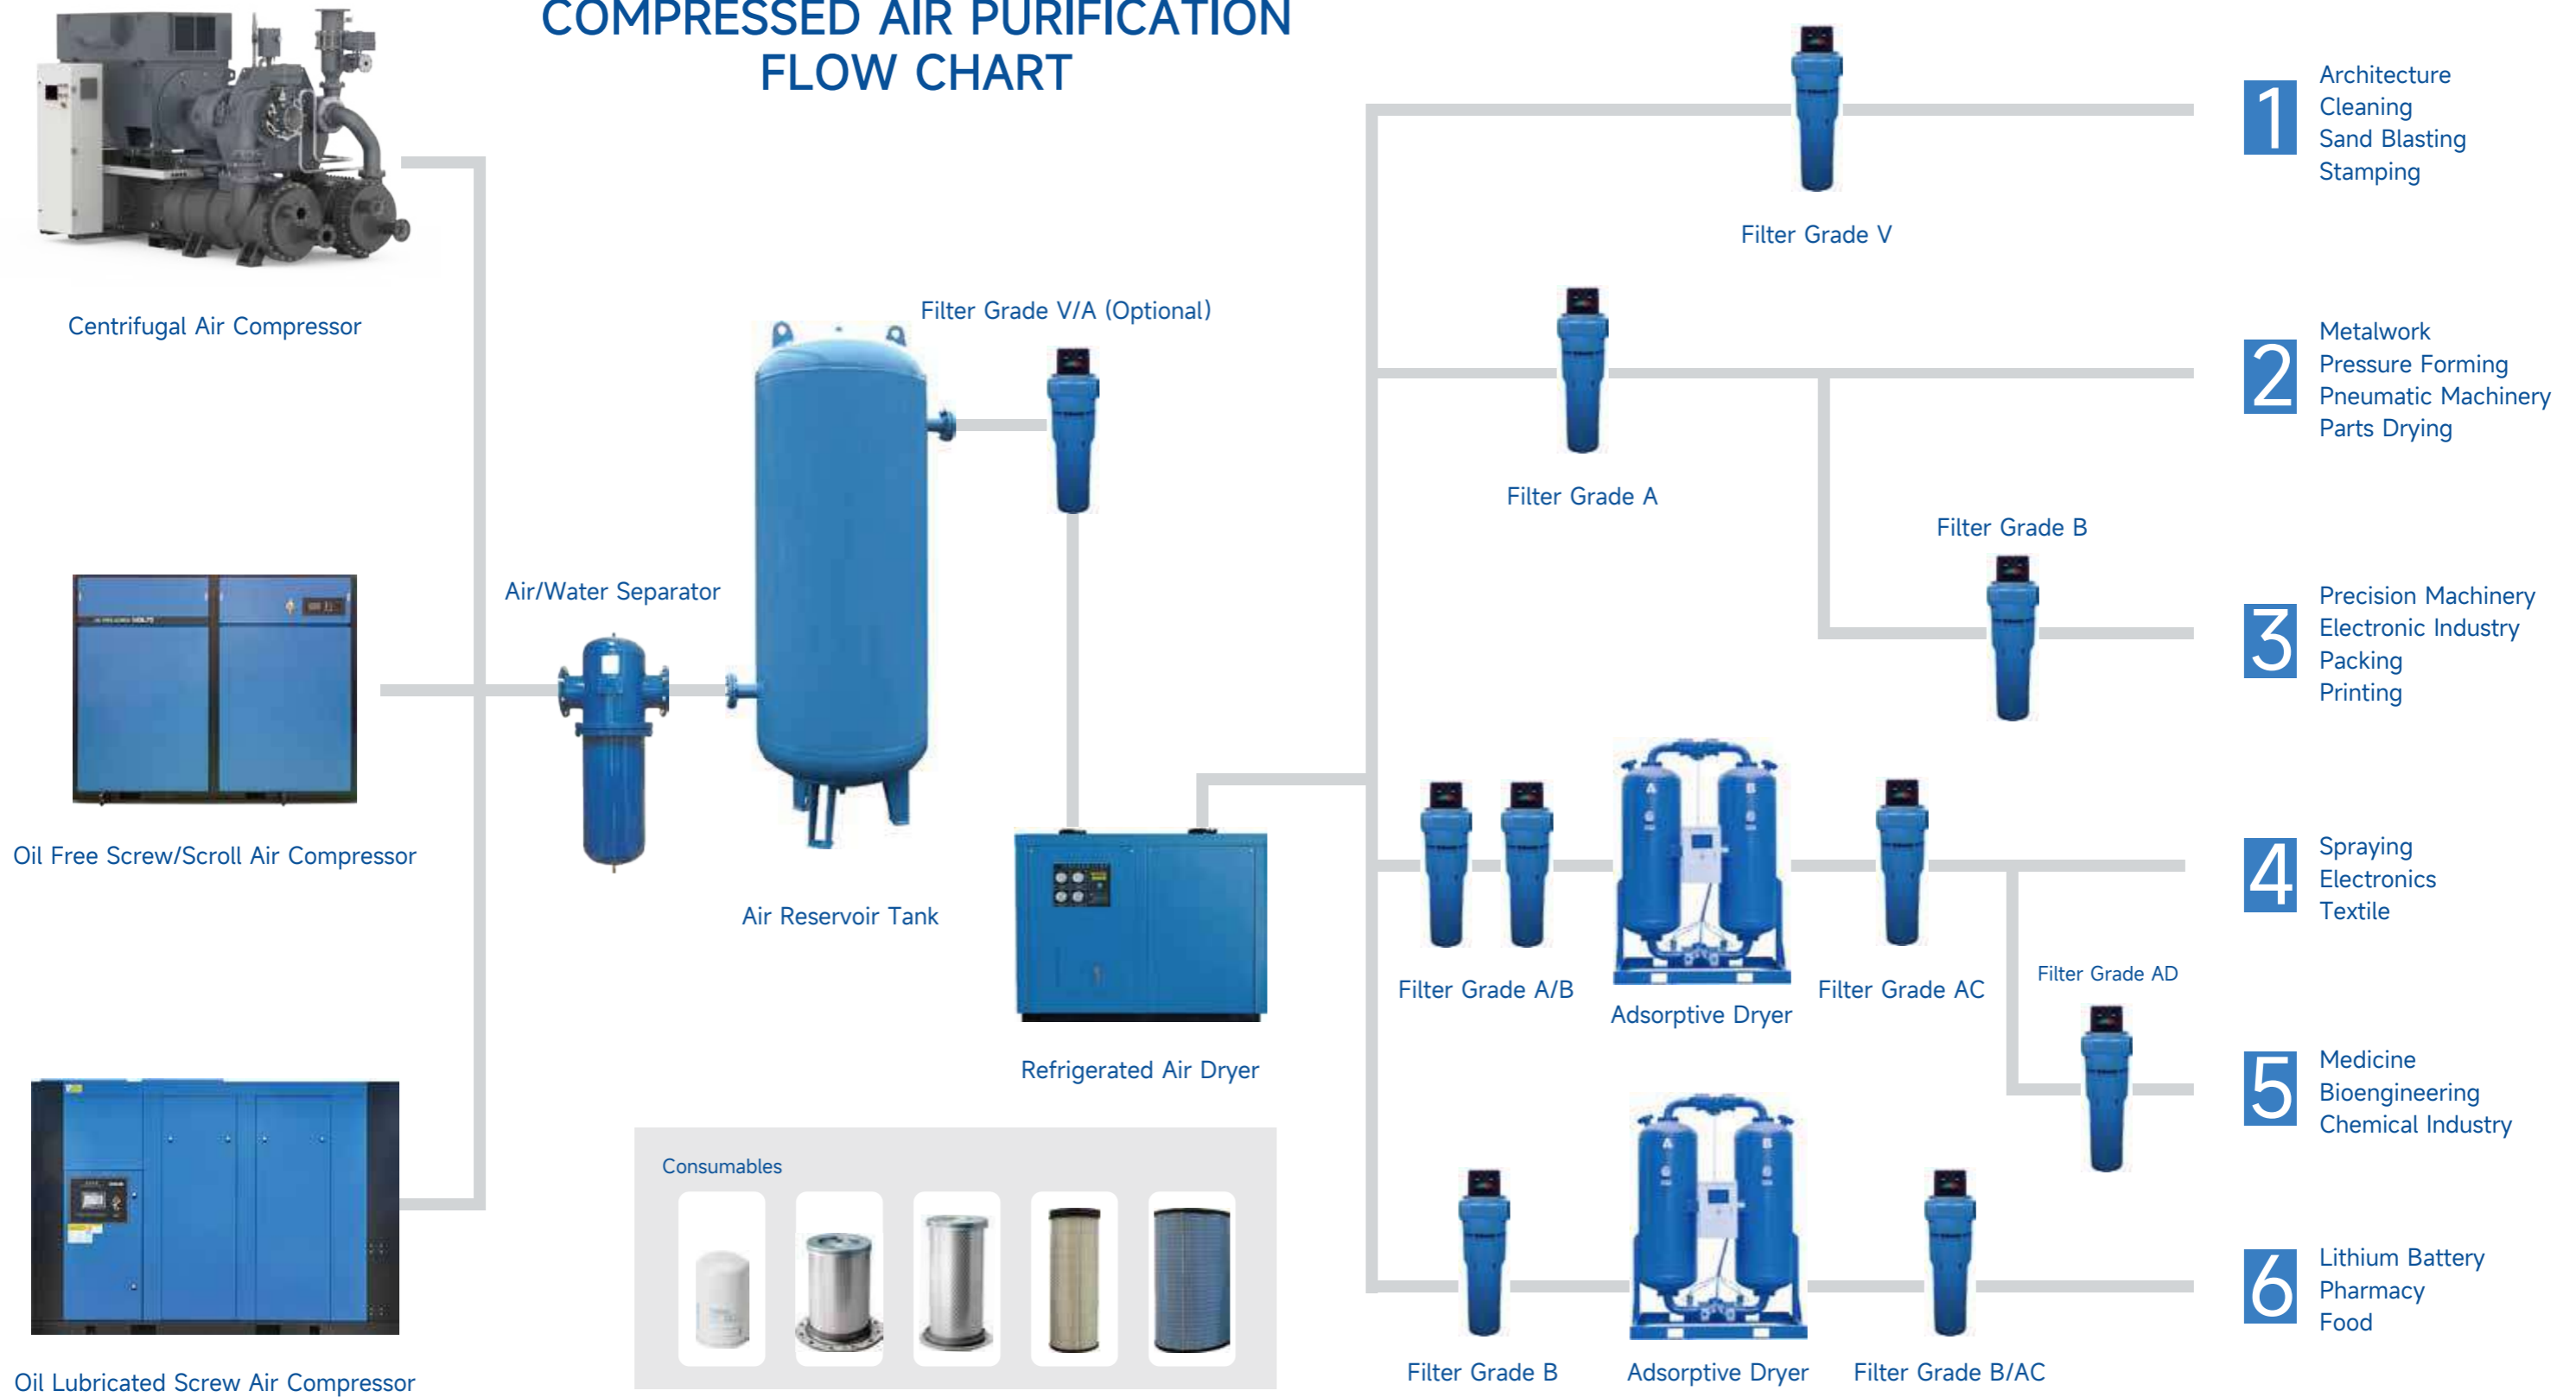 COMPRESSED AIR PURIFICATION
FLOW CHART
Centrifugal Air Compressor
Oil Free Screw/Scroll Air Compressor
Oil Lubricated Screw Air Compressor
Air/Water Separator
Air Reservoir Tank
Filter Grade V/A (Optional)
Refrigerated Air Dryer
Consumables
Filter Grade V
1
Architecture
Cleaning
Sand Blasting
Stamping
Filter Grade A
2
Metalwork
Pressure Forming
Pneumatic Machinery
Parts Drying
Filter Grade B
3
Precision Machinery
Electronic Industry
Packing
Printing
A
B
Filter Grade A/B
Adsorptive Dryer
Filter Grade AC
4
Spraying
Electronics
Textile
Filter Grade AD
5
Medicine
Bioengineering
Chemical Industry
A
B
Filter Grade B
Adsorptive Dryer
Filter Grade B/AC
6
Lithium Battery
Pharmacy
Food